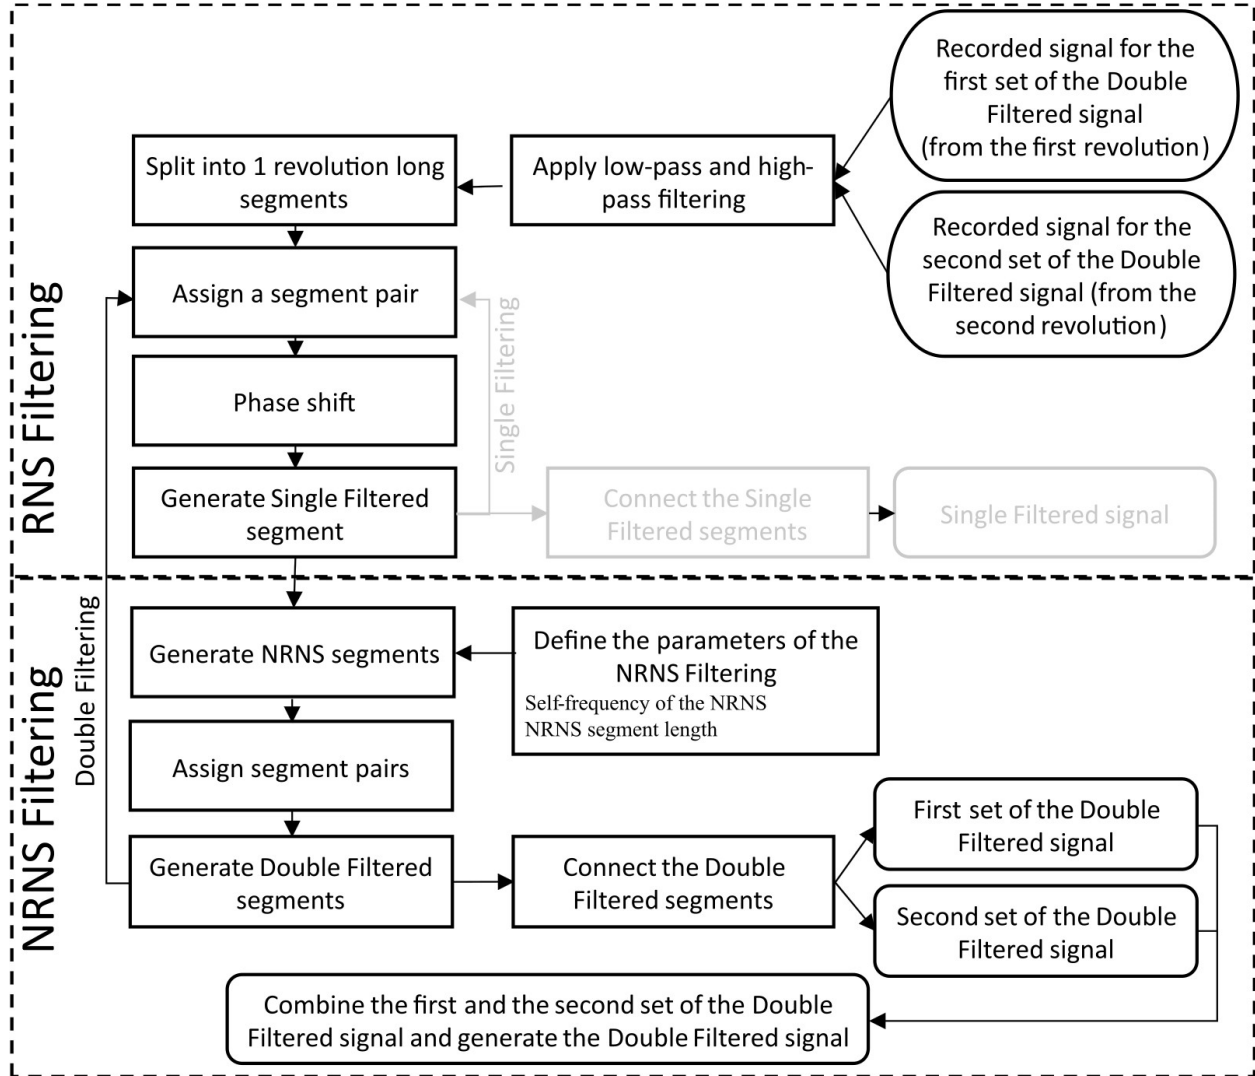 RNS Filtering
Recorded signal for
the first set of the
first set of the Double
Filtered signal
(from the first revolution)
Recorded signal for the
second set of the Double
Filtered signal (from the
second revolution)
Apply low-pass and high-
pass filtering
Split into 1 revolution long
segments
Assign a segment pair
Phase shift
Single Filtering
Generate Single Filtered
segment
Connect the Single
Filtered segments
Single Filtered signal
NRNS Filtering
Double Filtering
Generate NRNS segments
Define the parameters of the
NRNS Filtering
Self-frequency of the NRNS
NRNS segment length
Assign segment pairs
Generate Double Filtered
segments
Connect the Double
Filtered segments
First set of the Double
Filtered signal
Second set of the Double
Filtered signal
Combine the first and the second set of the Double
Filtered signal and generate the Double Filtered signal